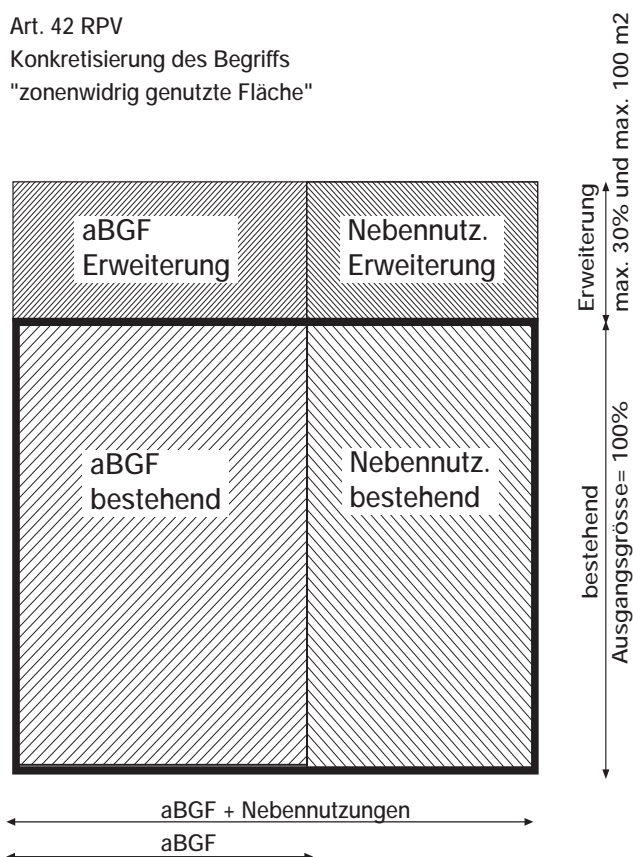 Art. 42 RPV
Konkretisierung des Begriffs
"zonenwidrig genutzte Fläche"
aBGF
Erweiterung
Nebennutz.
Erweiterung
Erweiterung
max. 30% und max. 100 m2
aBGF
bestehend
Nebennutz.
bestehend
bestehend
Ausgangsgrösse= 100%
aBGF + Nebennutzungen
aBGF